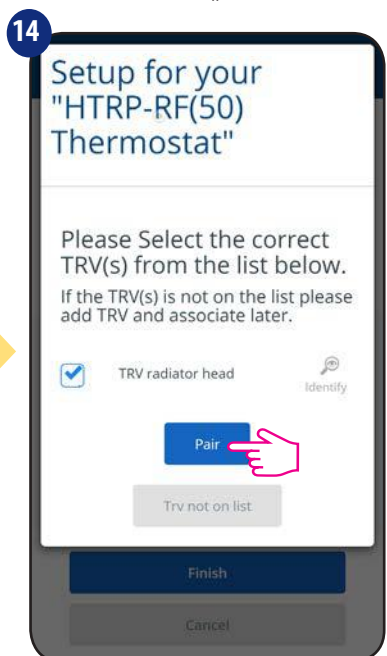 14
Setup for your
"HTRP-RF(50)
Thermostat"
Please Select the correct
TRV(s) from the list below.
If the TRV(s) is not on the list please
add TRV and associate later.
TRV radiator head
Identify
Pair
Trv not on list
Finish
Cancel